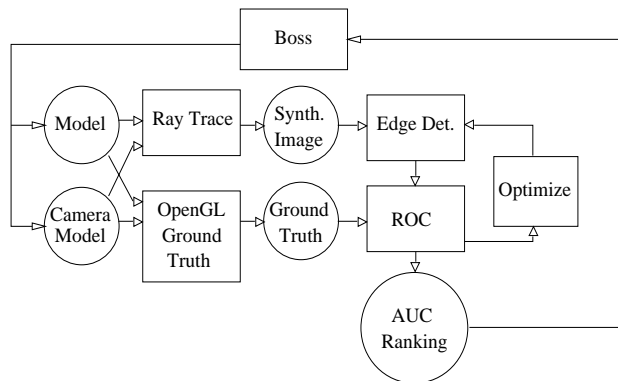 Boss
Model
Ray Trace
Synth.
Image
Edge Det.
Optimize
Camera
Model
OpenGL
Ground
Truth
Ground
Truth
ROC
AUC
Ranking